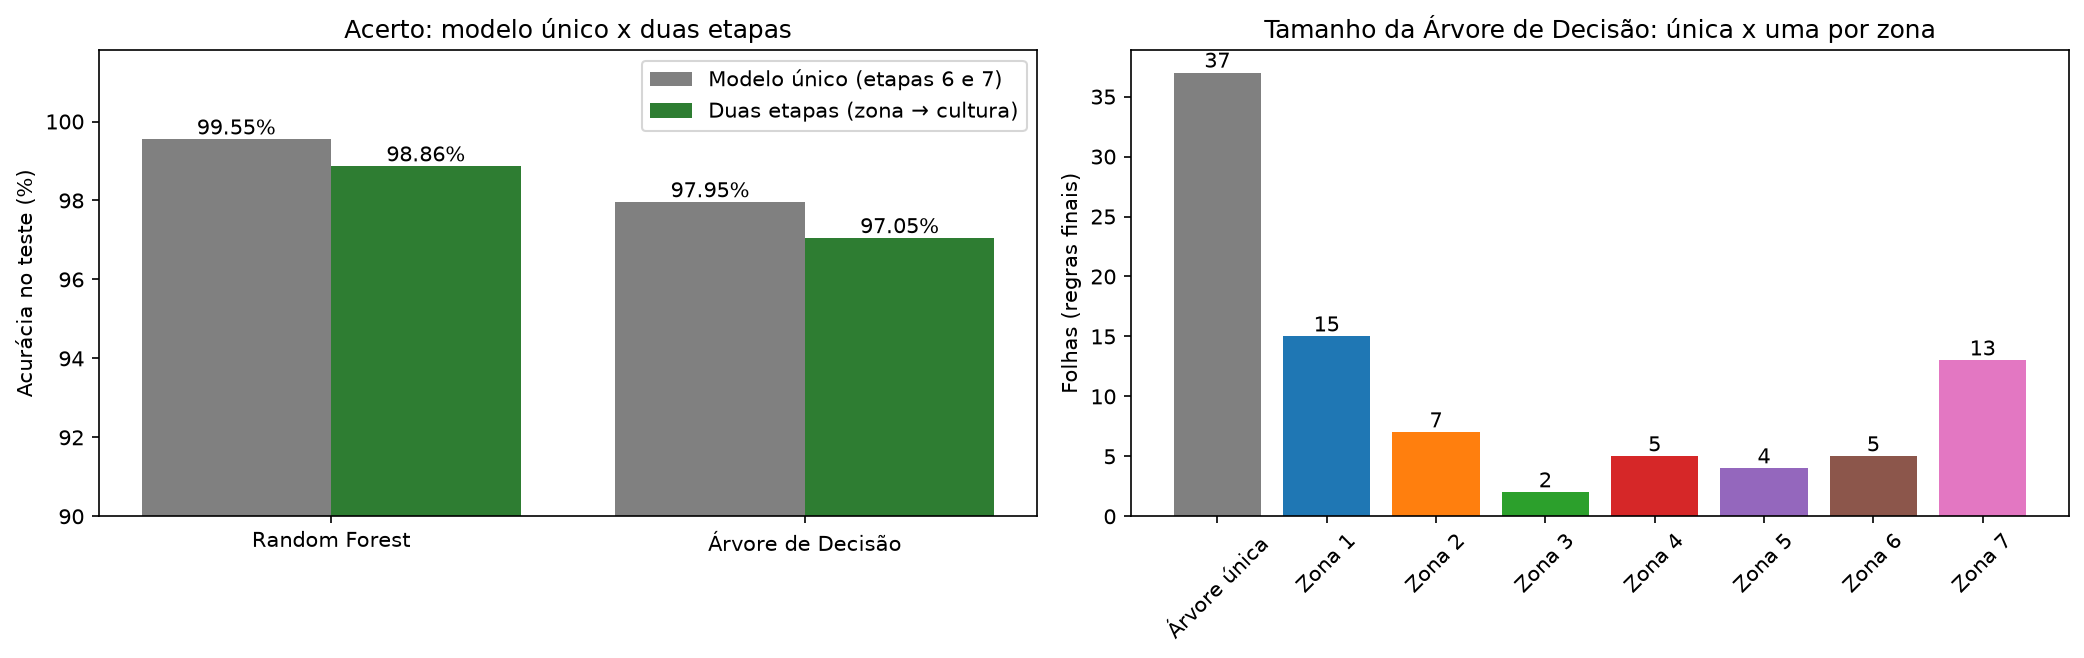 Acerto: modelo único x duas etapas
Modelo único (etapas 6 e 7)
Duas etapas (zona → cultura)
Acurácia no teste (%)
100
98
96
94
92
90
99.55%
98.86%
97.95%
97.05%
Random Forest
Árvore de Decisão
Tamanho da Árvore de Decisão: única x uma por zona
Folhas (regras finais)
35
30
25
20
15
10
5
0
37
15
7
2
5
4
5
13
Árvore única
Zona 1
Zona 2
Zona 3
Zona 4
Zona 5
Zona 6
Zona 7